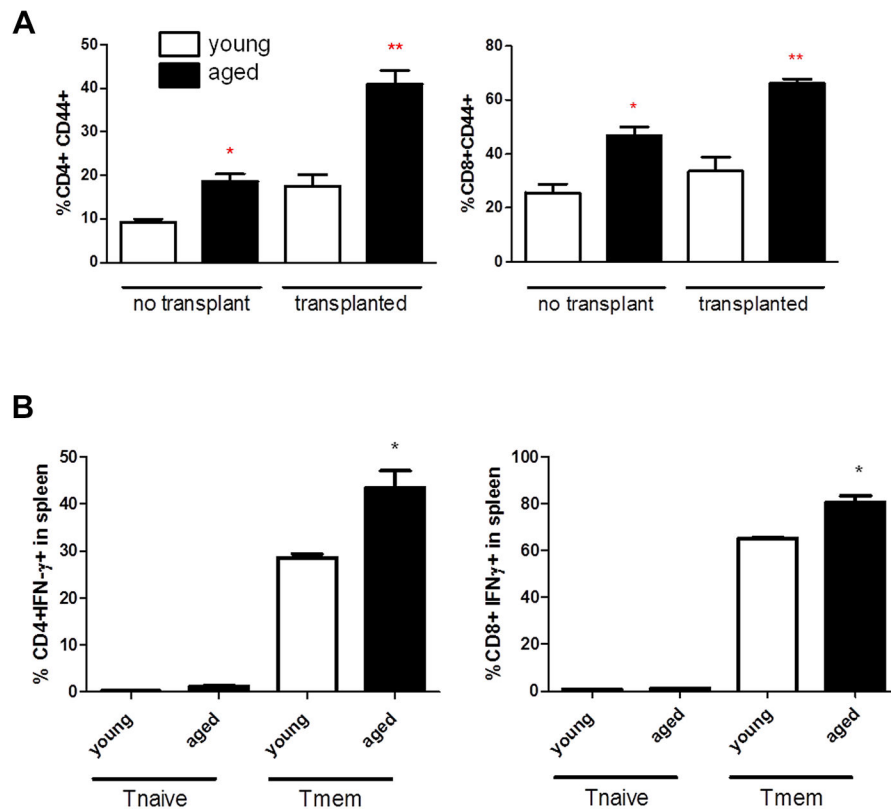 A
young
aged
%CD4+ CD44+
50
40
30
20
10
0
*
**
no transplant
transplanted
%CD8+CD44+
80
60
40
20
0
*
**
no transplant
transplanted
B
% CD4+IFN-γ+ in spleen
50
40
30
20
10
0
*
young
aged
young
aged
Tnaive
Tmem
%CD8+ IFNγ+ in spleen
100
80
60
40
20
0
*
young
aged
young
aged
Tnaive
Tmem